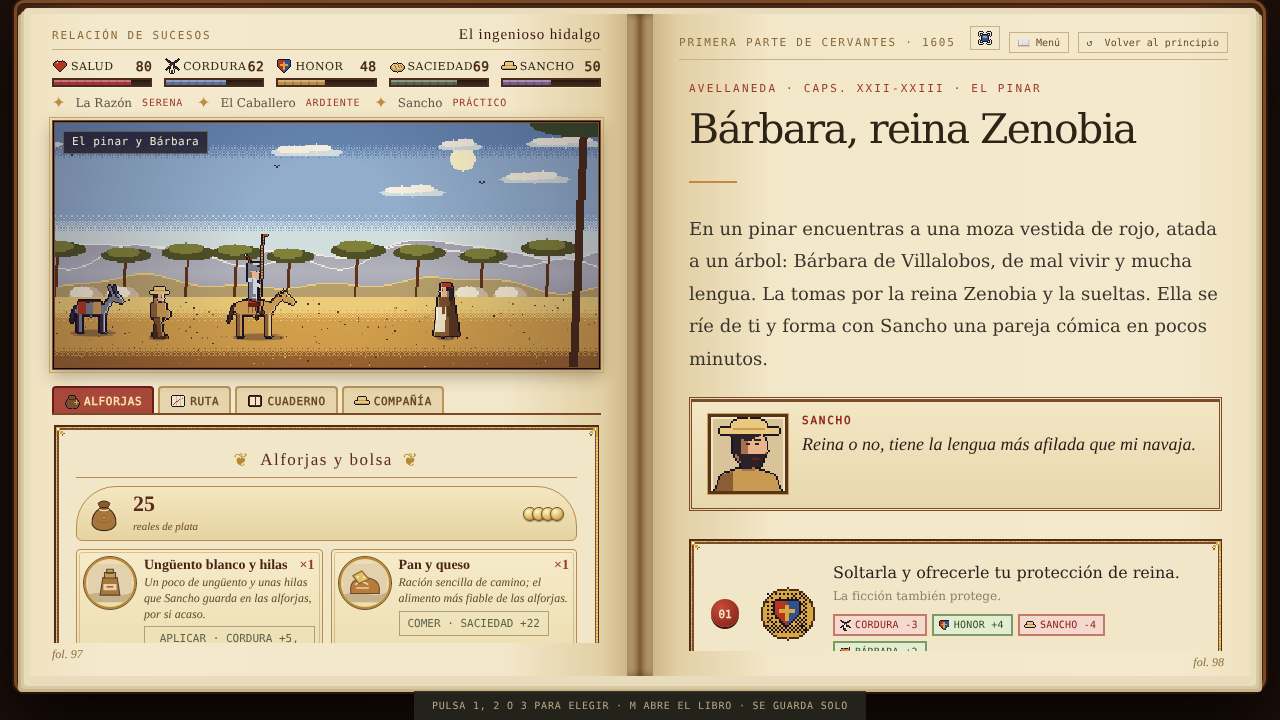 RELACIÓN DE SUCESOS
El ingenioso hidalgo
SALUD 80
CORDURA 62
HONOR 48
SACIEDAD 69
SANCHO 50
La Razón SERENA
El Caballero ARDIENTE
Sancho PRÁCTICO
El pinar y Bárbara
ALFORJAS
RUTA
CUADERNO
COMPAÑÍA
Alforjas y bolsa
25
reales de plata
Ungüento blanco y hilas ×1
Un poco de ungüento y unas hilas
que Sancho guarda en las alforjas,
por si acaso.
APLICAR · CORDURA +5,
Pan y queso ×1
Ración sencilla de camino; el
alimento más fiable de las alforjas.
COMER · SACIEDAD +22
fol. 97
PRIMERA PARTE DE CERVANTES · 1605
Menú
↺ Volver al principio
AVELLANEDA · CAPS. XXII-XXIII · EL PINAR
Bárbara, reina Zenobia
En un pinar encuentras a una moza vestida de rojo, atada
a un árbol: Bárbara de Villalobos, de mal vivir y mucha
lengua. La tomas por la reina Zenobia y la sueltas. Ella se
ríe de ti y forma con Sancho una pareja cómica en pocos
minutos.
SANCHO
Reina o no, tiene la lengua más afilada que mi navaja.
01
Soltarla y ofrecerle tu protección de reina.
La ficción también protege.
CORDURA -3
HONOR +4
SANCHO -4
BÁRBARA +2
fol. 98
PULSA 1, 2 O 3 PARA ELEGIR · M ABRE EL LIBRO · SE GUARDA SOLO